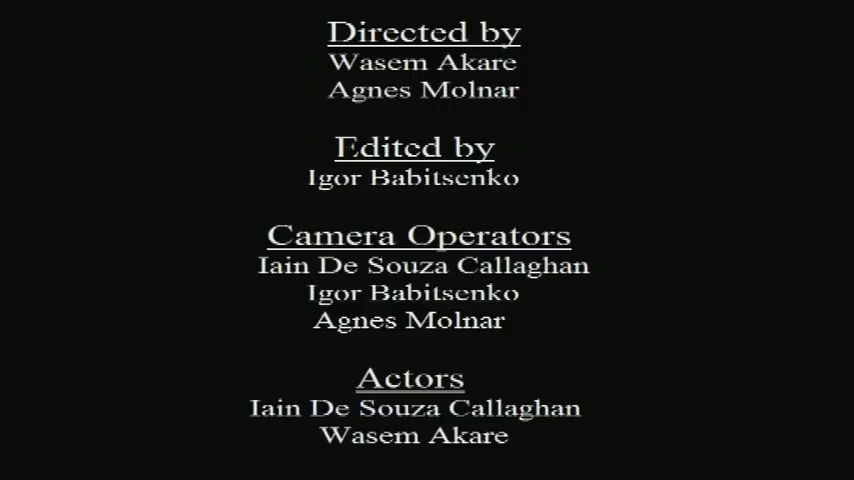 Directed by
Wasem Akare
Agnes Molnar
Edited by
Igor Babitsenko
Camera Operators
Iain De Souza Callaghan
Igor Babitsenko
Agnes Molnar
Actors
Iain De Souza Callaghan
Wasem Akare